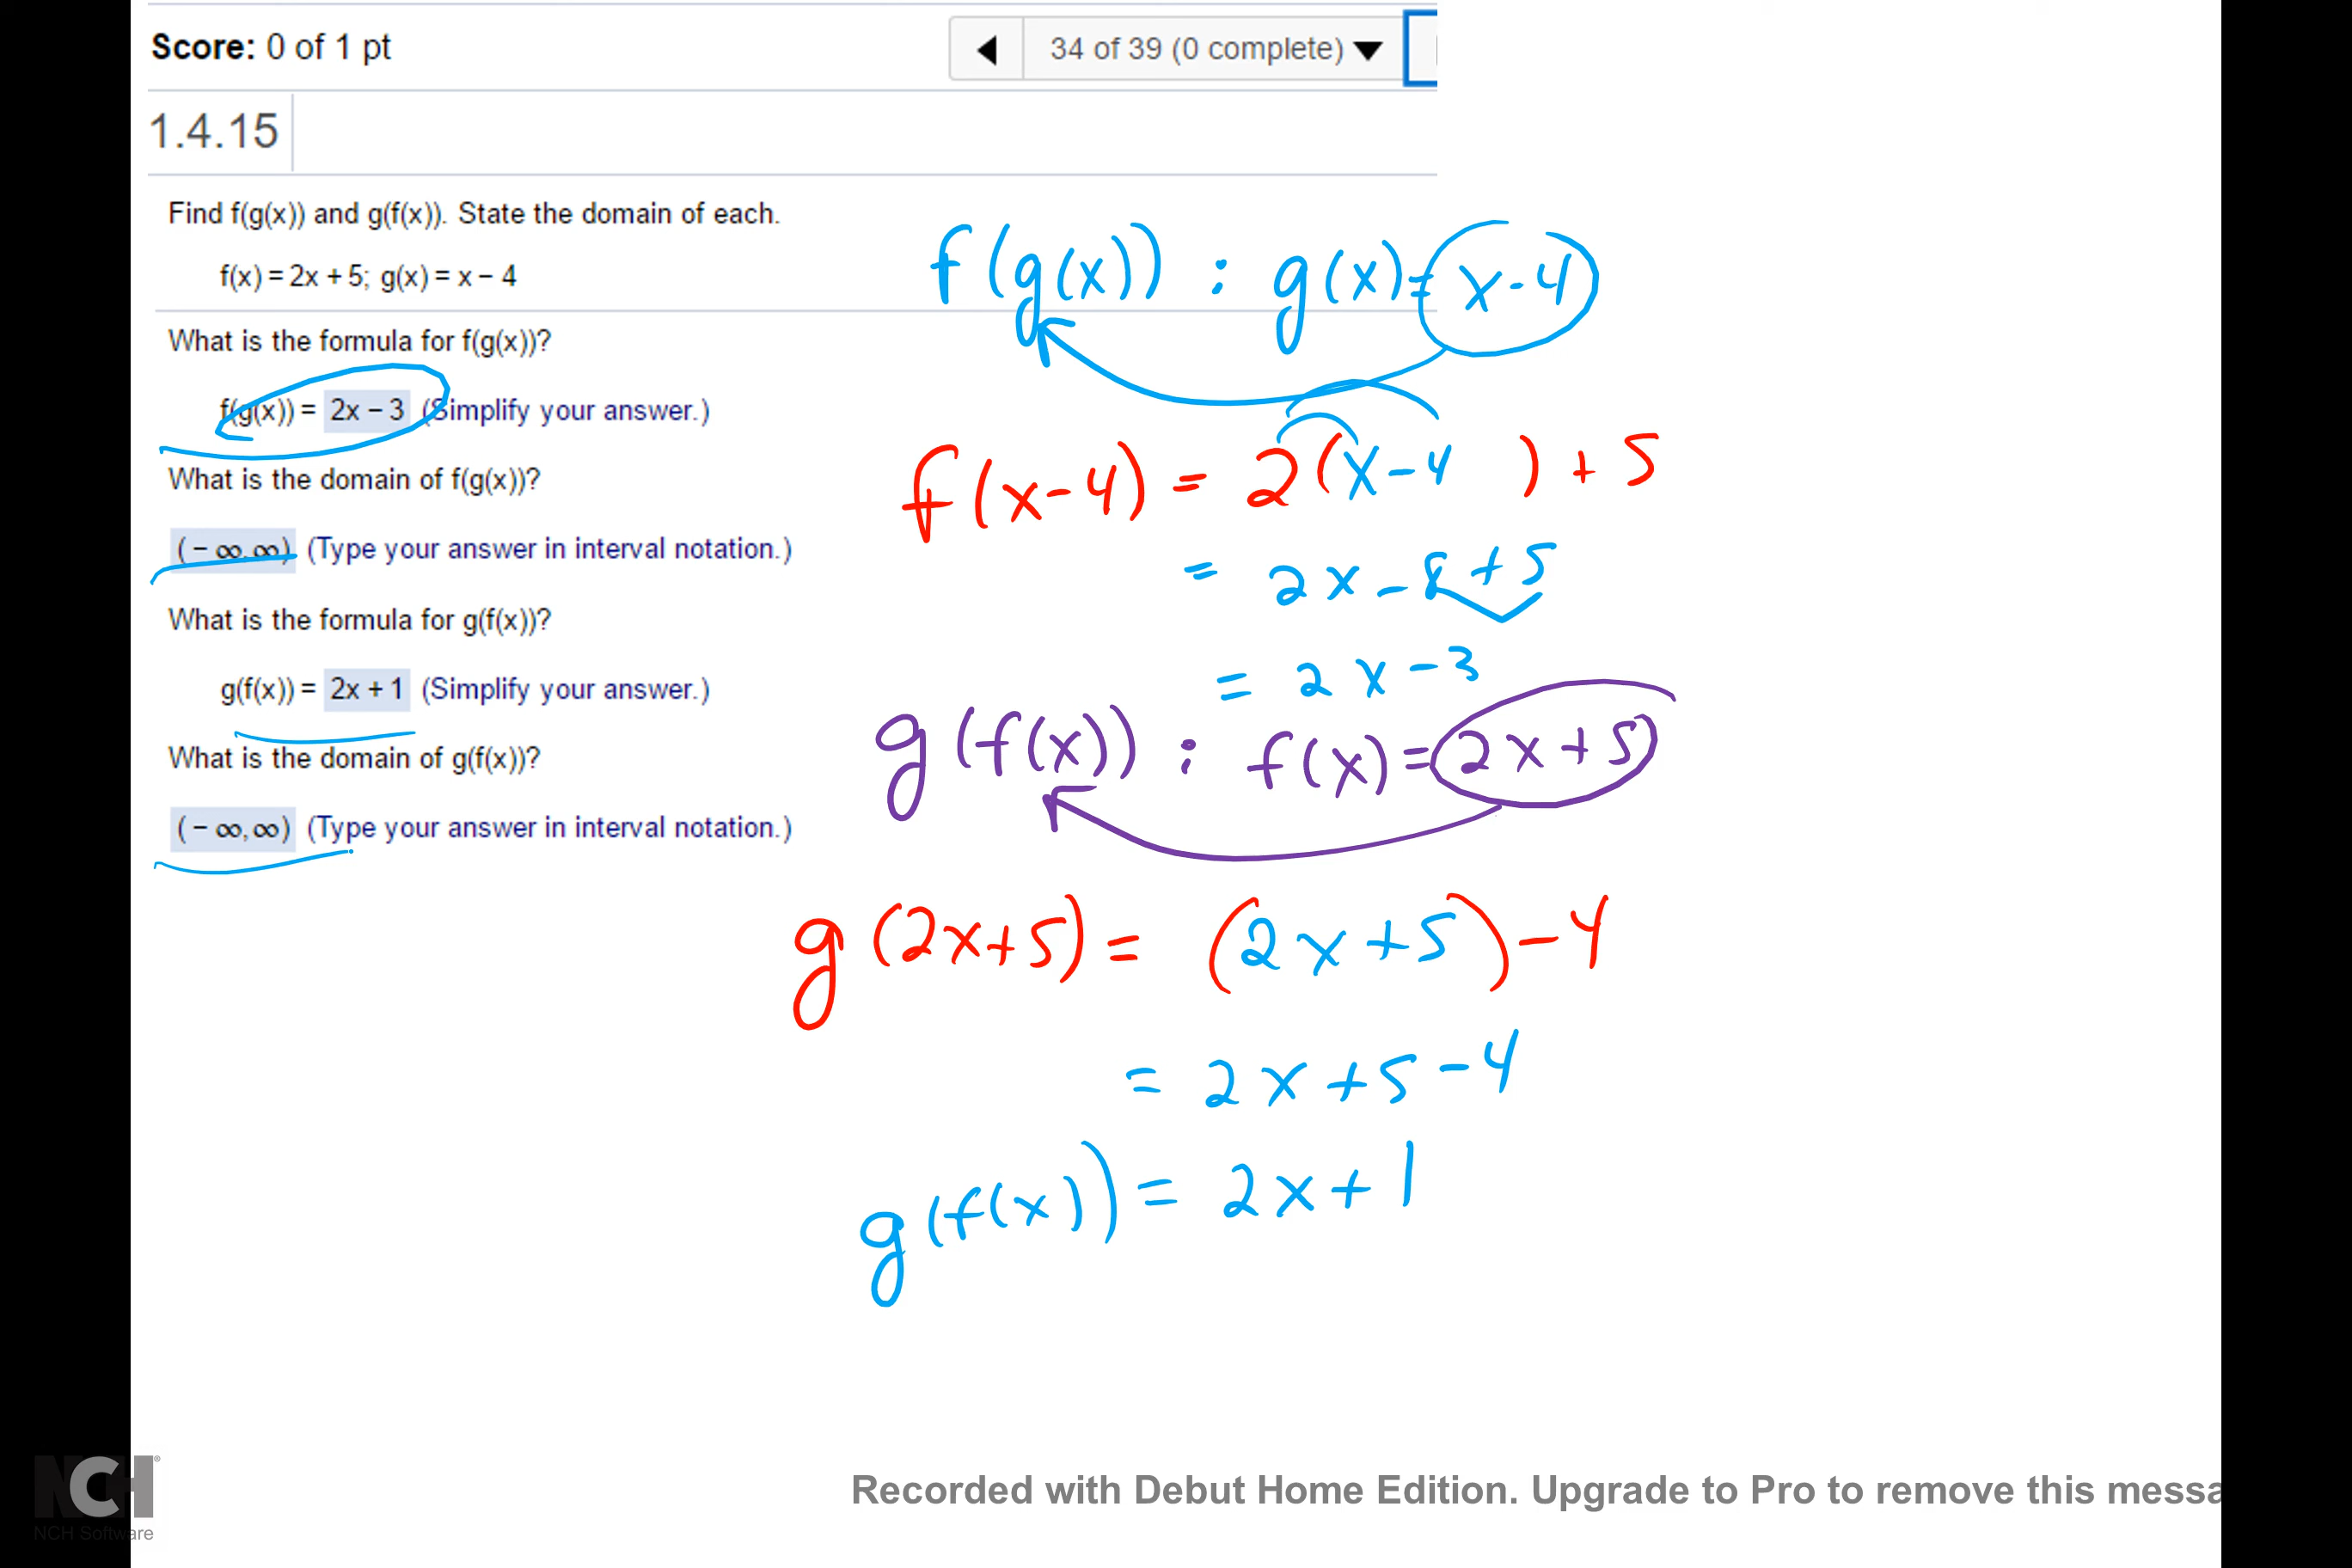 Score: 0 of 1 pt
34 of 39 (0 complete)
1.4.15
Find f(g(x)) and g(f(x)). State the domain of each.
f(x) = 2x + 5; g(x) = x – 4
What is the formula for f(g(x))?
f(g(x)) = 2x – 3 (Simplify your answer.)
What is the domain of f(g(x))?
(– ∞,∞) (Type your answer in interval notation.)
What is the formula for g(f(x))?
g(f(x)) = 2x + 1 (Simplify your answer.)
What is the domain of g(f(x))?
(– ∞,∞) (Type your answer in interval notation.)
f(g(x)) : g(x) = x - 4
f(x-4) = 2(x-4) + 5
= 2x - 8 + 5
= 2x - 3
g(f(x)) : f(x) = 2x + 5
g(2x+5) = (2x+5) - 4
= 2x + 5 - 4
g(f(x)) = 2x + 1
NCH®
NCH Software
Recorded with Debut Home Edition. Upgrade to Pro to remove this messa